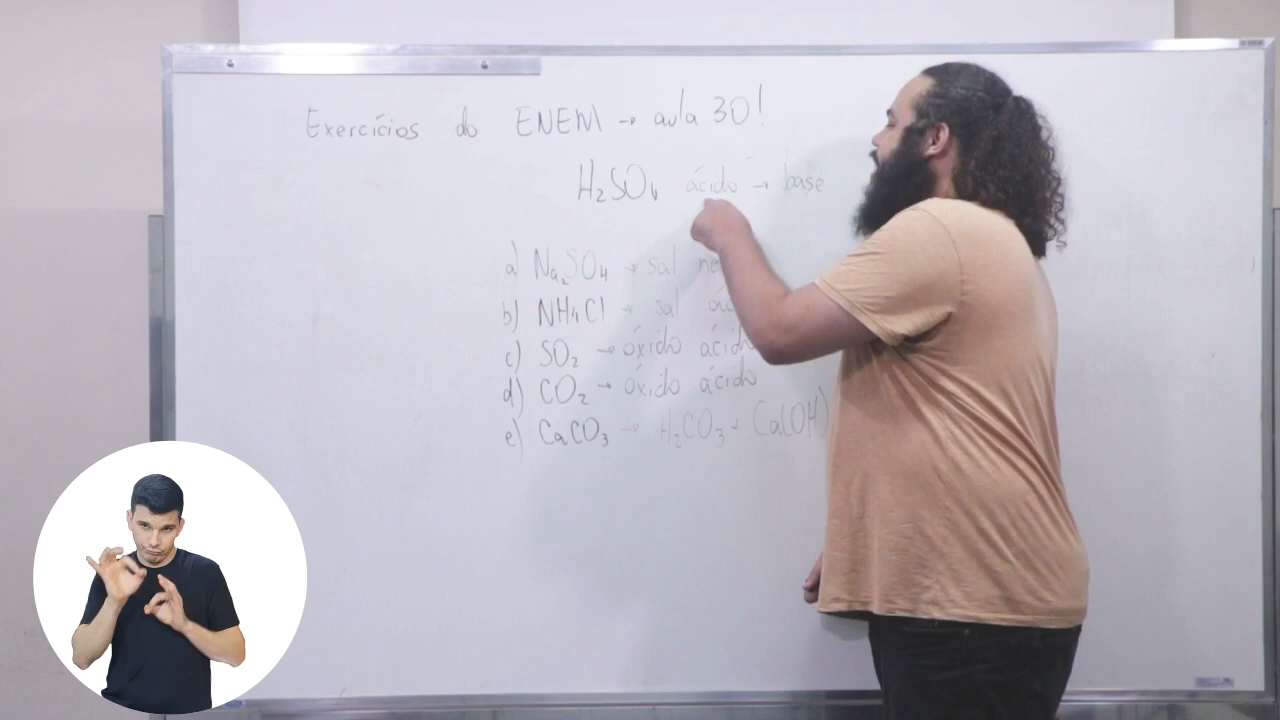 Exercícios do ENEM → aula 30!
H₂SO₄ ácido → base
a) Na₂SO₄ → sal
b) NH₄Cl → sal
c) SO₂ → óxido ácido
d) CO₂ → óxido ácido
e) CaCO₃ → H₂CO₃ + Ca(OH)